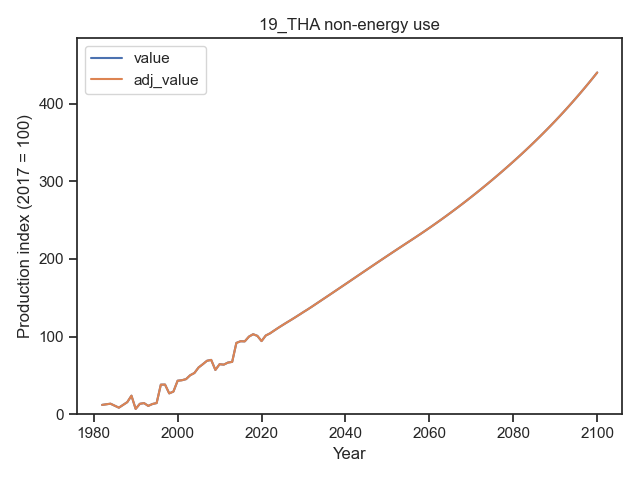 19_THA non-energy use
value
adj_value
Production index (2017 = 100)
400
300
200
100
0
1980
2000
2020
2040
2060
2080
2100
Year